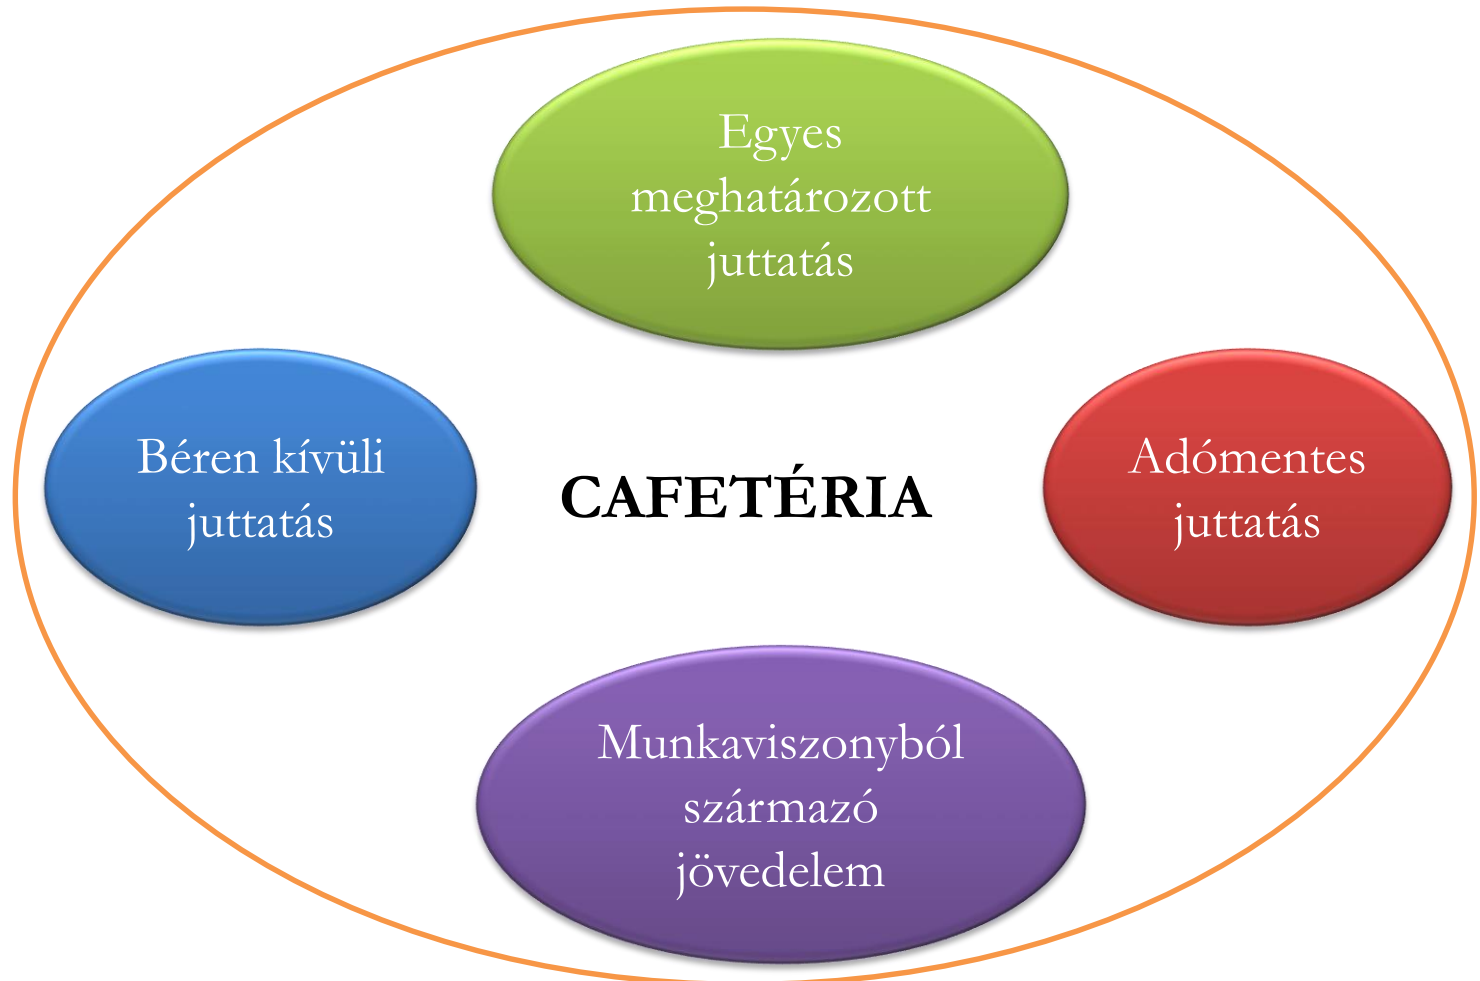 Egyes
meghatározott
juttatás
Béren kívüli
juttatás
CAFETÉRIA
Adómentes
juttatás
Munkaviszonyból
származó
jövedelem